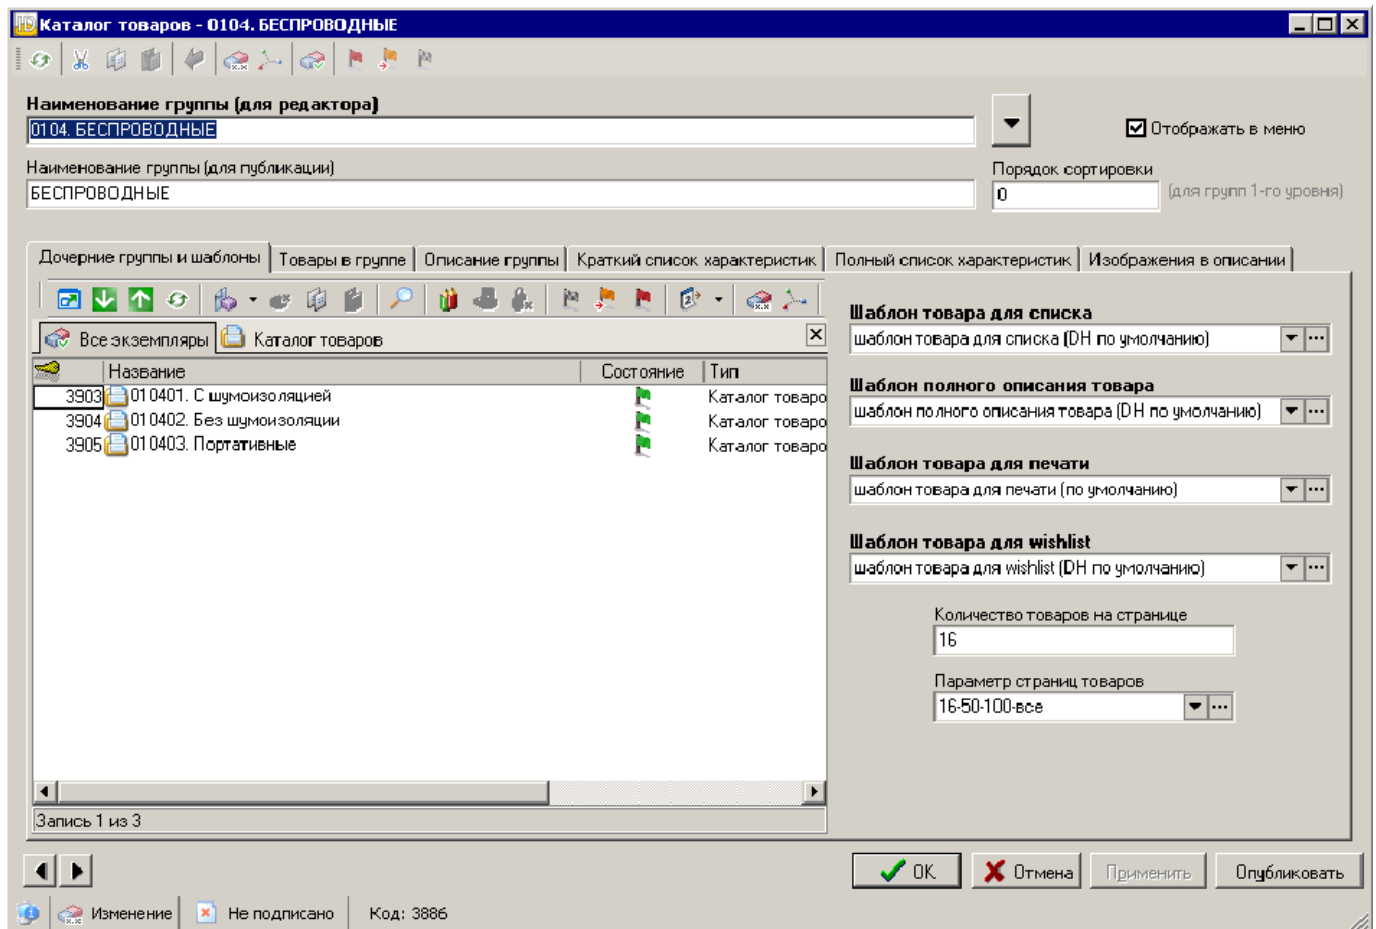 Каталог товаров - 0104. БЕСПРОВОДНЫЕ
Наименование группы (для редактора)
0104. БЕСПРОВОДНЫЕ
Отображать в меню
Наименование группы (для публикации)
БЕСПРОВОДНЫЕ
Порядок сортировки
0
(для групп 1-го уровня)
Дочерние группы и шаблоны
Товары в группе
Описание группы
Краткий список характеристик
Полный список характеристик
Изображения в описании
Все экземпляры
Каталог товаров
Название
Состояние
Тип
3903 010401. С шумоизоляцией Каталог товаро
3904 010402. Без шумоизоляции Каталог товаро
3905 010403. Портативные Каталог товаро
Запись 1 из 3
Шаблон товара для списка
шаблон товара для списка (DH по умолчанию)
Шаблон полного описания товара
шаблон полного описания товара (DH по умолчанию)
Шаблон товара для печати
шаблон товара для печати (по умолчанию)
Шаблон товара для wishlist
шаблон товара для wishlist (DH по умолчанию)
Количество товаров на странице
16
Параметр страниц товаров
16-50-100-все
OK
Отмена
Применить
Опубликовать
Изменение
Не подписано
Код: 3886